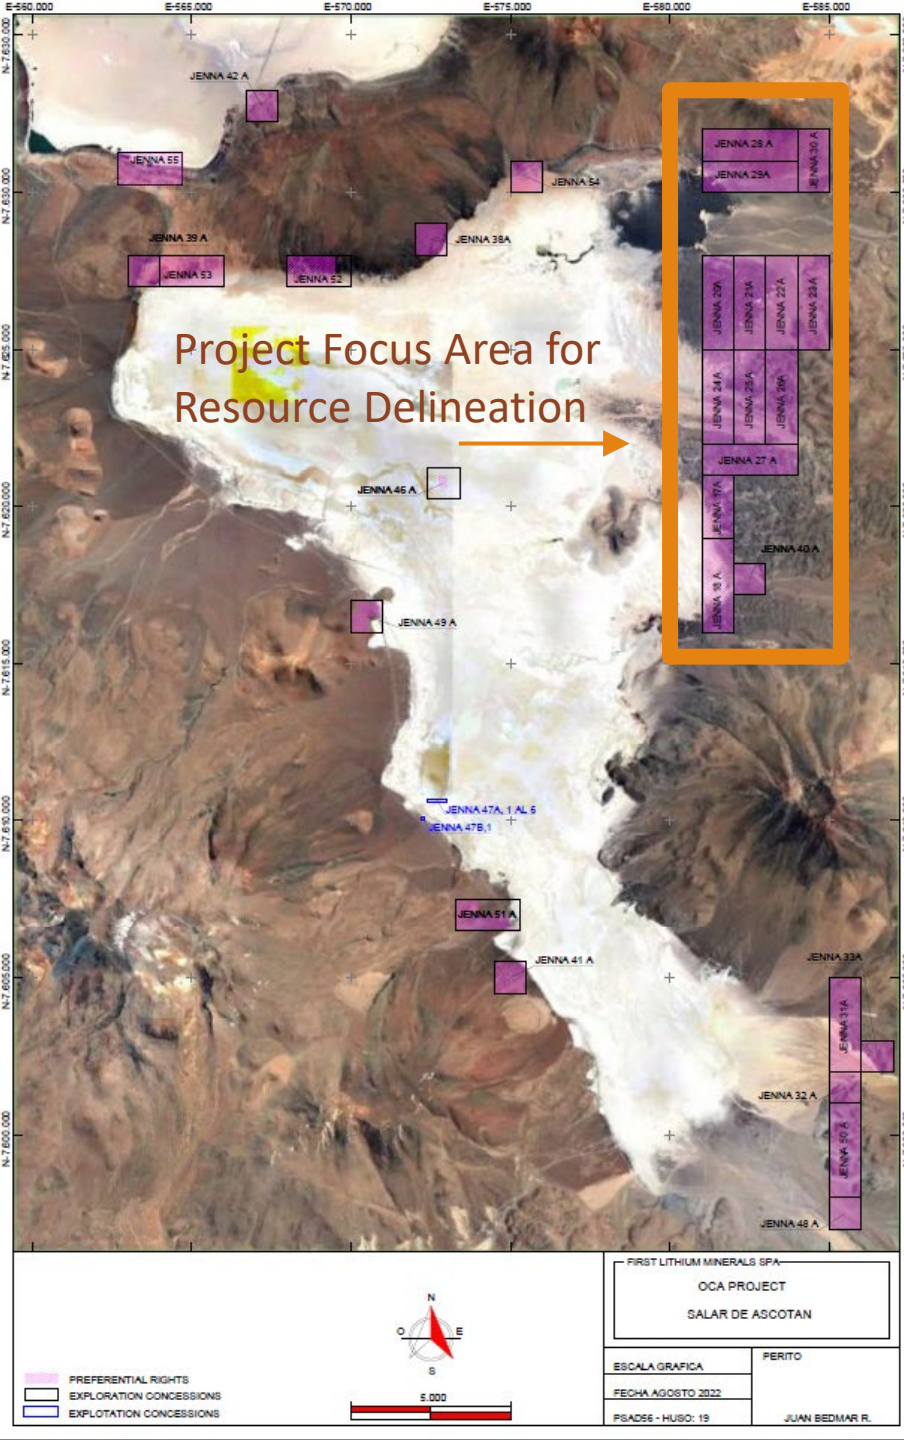 E-560.000 E-565.000 E-570.000 E-575.000 E-580.000 E-585.000
N-7.630.000
JENNA 42 A
JENNA 55
JENNA 28 A
JENNA 29A
JENNA 30 A
N-7.630.000
JENNA 54
JENNA 39 A
JENNA 38A
JENNA 53
JENNA 52
JENNA 20A
JENNA 21A
JENNA 22 A
JENNA 23A
N-7.625.000
Project Focus Area for
Resource Delineation
JENNA 24 A
JENNA 25 A
JENNA 26A
JENNA 27 A
JENNA 46 A
JENNA 17A
N-7.620.000
JENNA 40 A
JENNA 18 A
JENNA 49 A
N-7.615.000
JENNA 47A, 1 AL 5
JENNA 47B,1
N-7.610.000
JENNA 51 A
JENNA 33A
JENNA 41 A
N-7.605.000
JENNA 31A
JENNA 32 A
N-7.600.000
JENNA 50 A
JENNA 48 A
FIRST LITHIUM MINERALS SPA
OCA PROJECT
SALAR DE ASCOTAN
N
O E
S
PREFERENTIAL RIGHTS
EXPLORATION CONCESSIONS
EXPLOTATION CONCESSIONS
5.000
ESCALA GRAFICA
PERITO
FECHA AGOSTO 2022
PSAD56 - HUSO: 19
JUAN BEDMAR R.